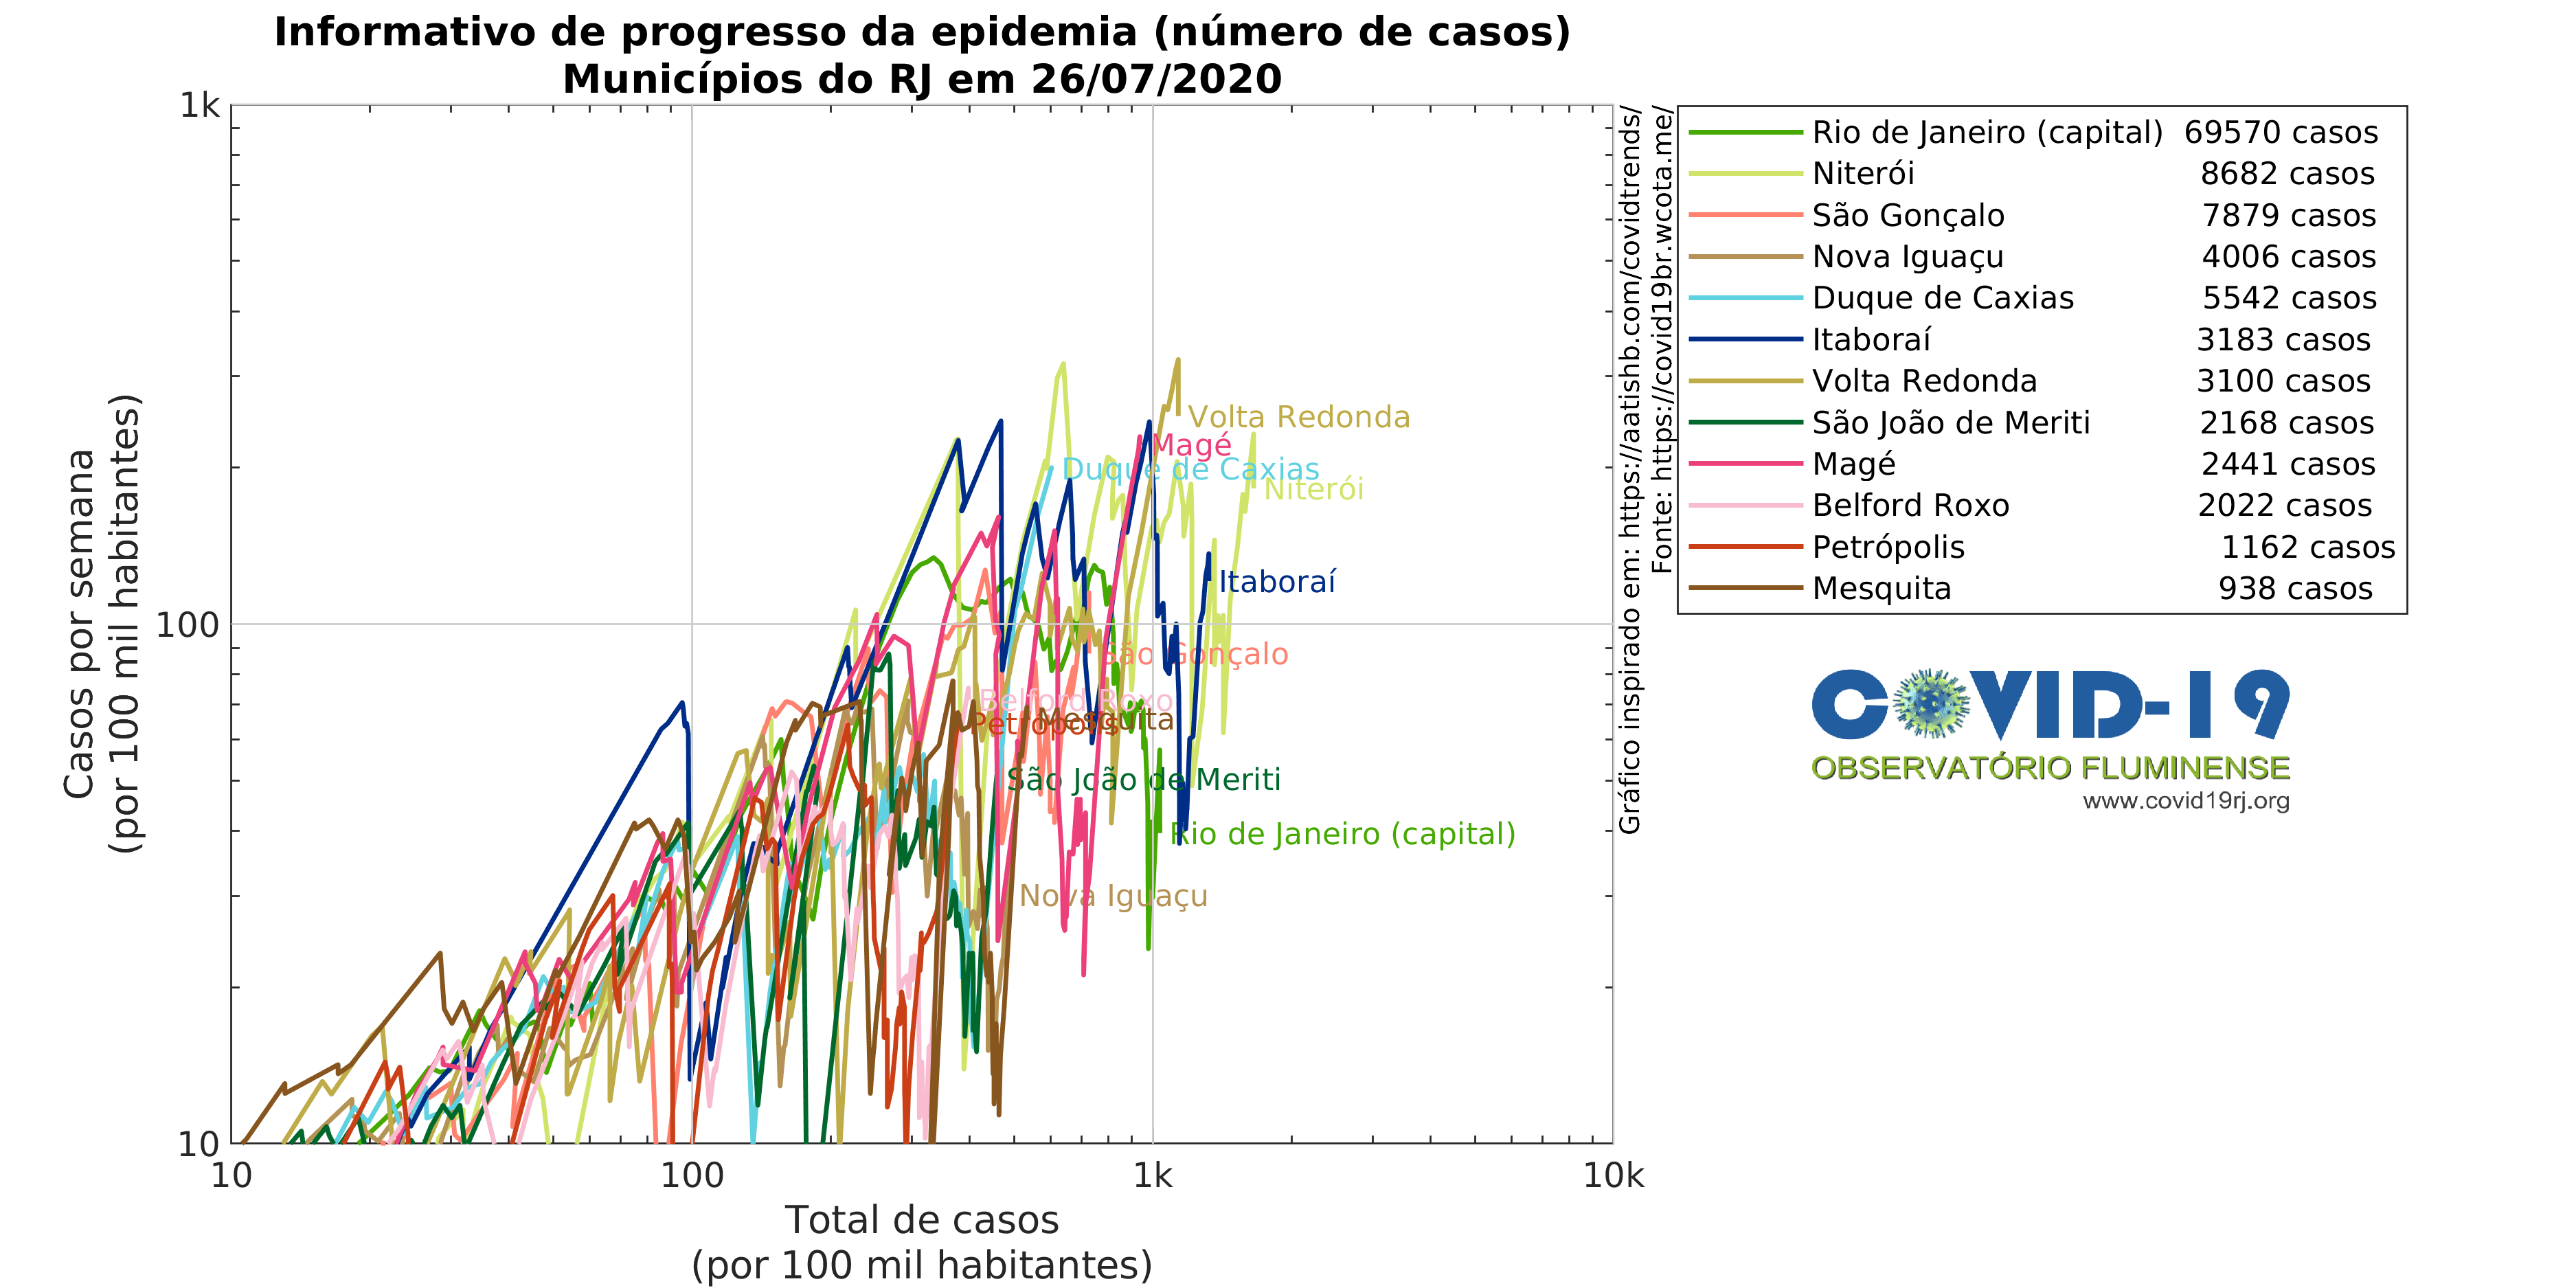 Informativo de progresso da epidemia (número de casos)
Municípios do RJ em 26/07/2020
1k
100
10
Casos por semana
(por 100 mil habitantes)
10
100
1k
10k
Total de casos
(por 100 mil habitantes)
Volta Redonda
Magé
Duque de Caxias
Niterói
Itaboraí
São Gonçalo
Belford Roxo
Mesquita
Petrópolis
São João de Meriti
Rio de Janeiro (capital)
Nova Iguaçu
Gráfico inspirado em: https://aatishb.com/covidtrends/
Fonte: https://covid19br.wcota.me/
Rio de Janeiro (capital) 69570 casos
Niterói 8682 casos
São Gonçalo 7879 casos
Nova Iguaçu 4006 casos
Duque de Caxias 5542 casos
Itaboraí 3183 casos
Volta Redonda 3100 casos
São João de Meriti 2168 casos
Magé 2441 casos
Belford Roxo 2022 casos
Petrópolis 1162 casos
Mesquita 938 casos
COVID-19
OBSERVATÓRIO FLUMINENSE
www.covid19rj.org